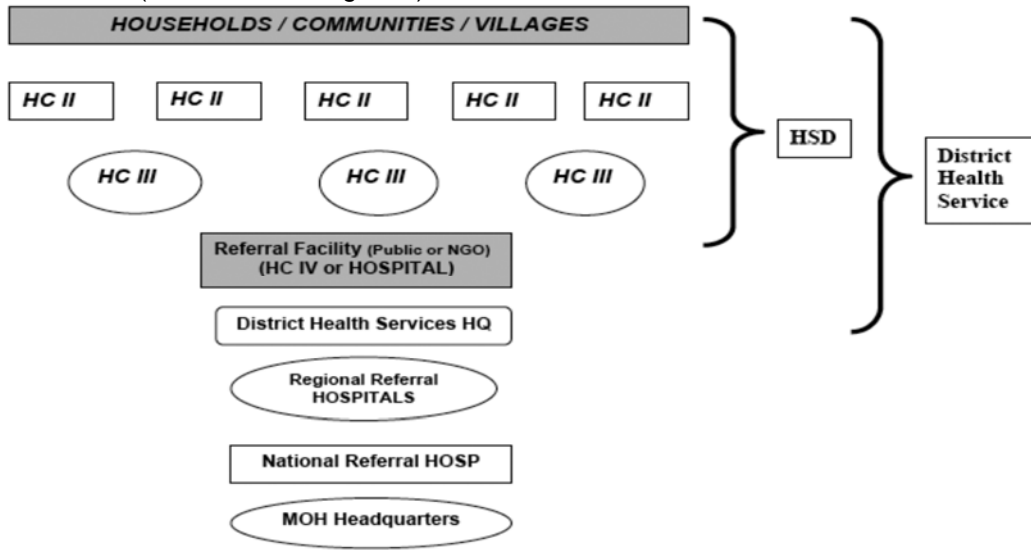 HOUSEHOLDS / COMMUNITIES / VILLAGES
HC II
HC II
HC II
HC II
HC II
HSD
District
Health
Service
HC III
HC III
HC III
Referral Facility (Public or NGO)
(HC IV or HOSPITAL)
District Health Services HQ
Regional Referral
HOSPITALS
National Referral HOSP
MOH Headquarters